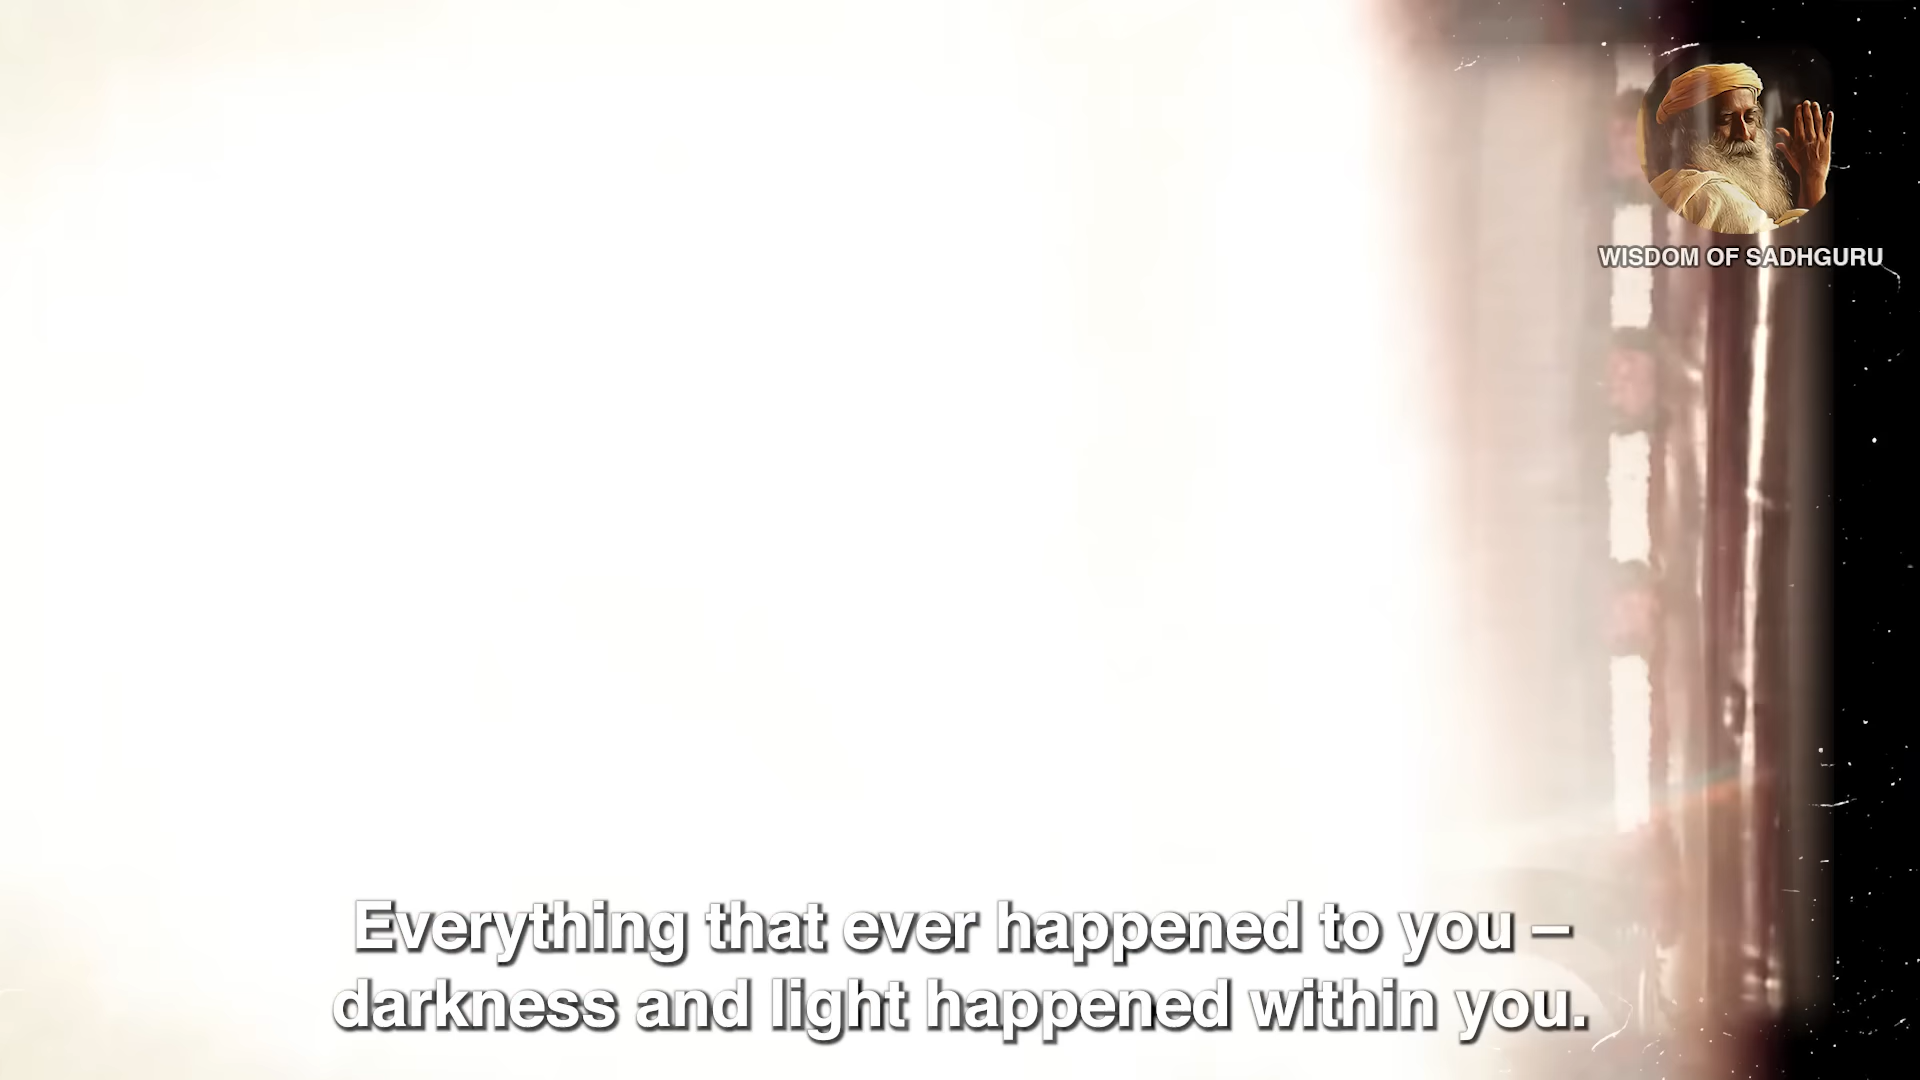 WISDOM OF SADHGURU
Everything that ever happened to you –
darkness and light happened within you.